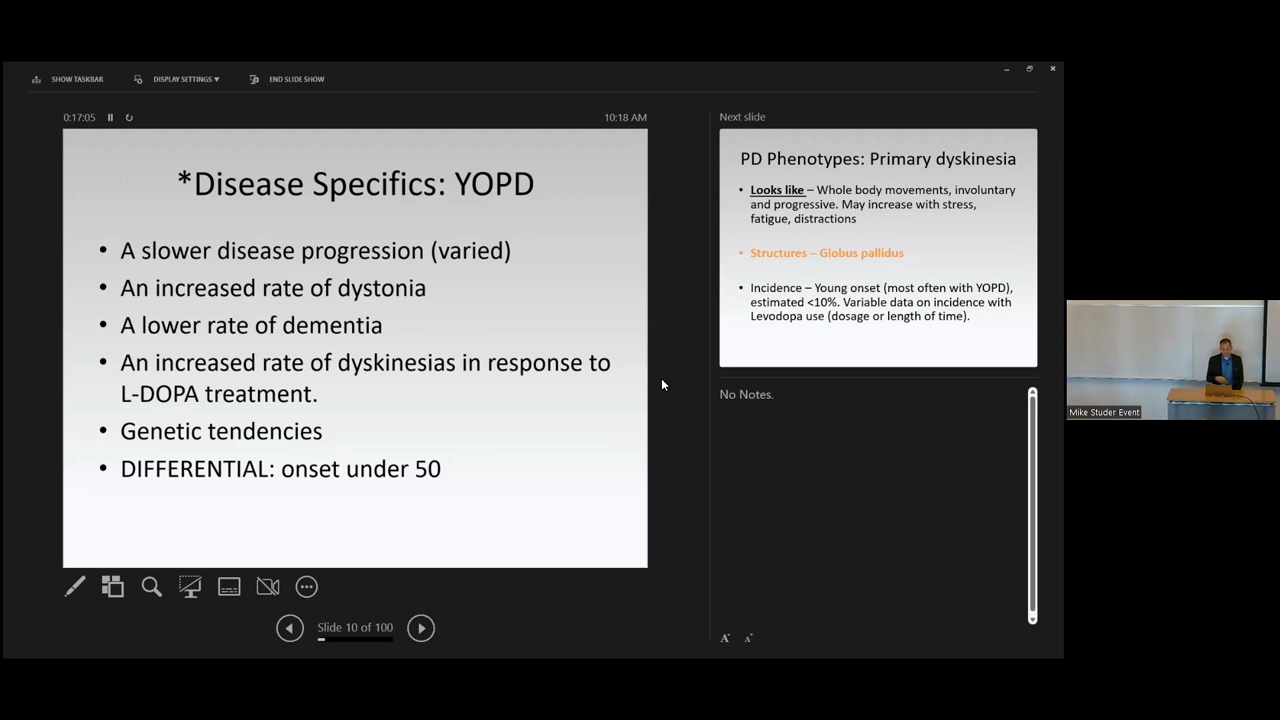 SHOW TASKBAR
DISPLAY SETTINGS ▼
END SLIDE SHOW
0:17:05
10:18 AM
*Disease Specifics: YOPD
• A slower disease progression (varied)
• An increased rate of dystonia
• A lower rate of dementia
• An increased rate of dyskinesias in response to
L-DOPA treatment.
• Genetic tendencies
• DIFFERENTIAL: onset under 50
Slide 10 of 100
Next slide
PD Phenotypes: Primary dyskinesia
• Looks like – Whole body movements, involuntary
and progressive. May increase with stress,
fatigue, distractions
• Structures – Globus pallidus
• Incidence – Young onset (most often with YOPD),
estimated <10%. Variable data on incidence with
Levodopa use (dosage or length of time).
No Notes.
A A
Mike Studer Event